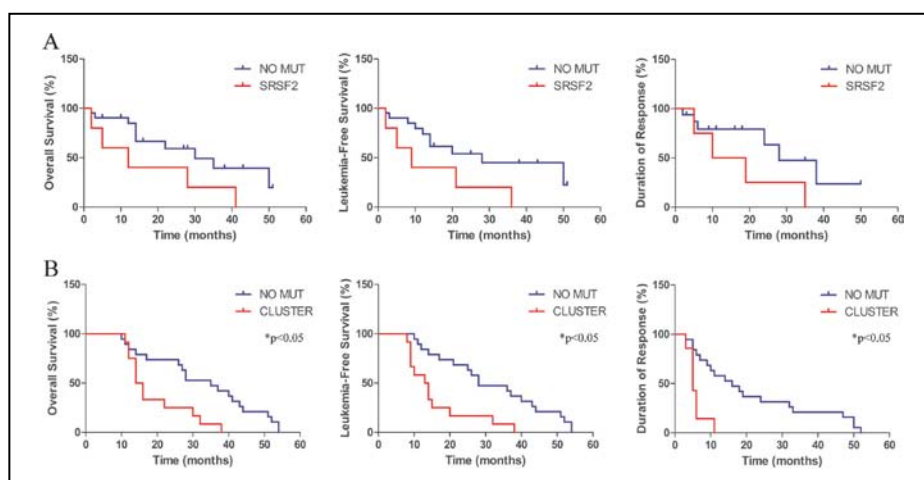 A
Overall Survival (%)
150
100
50
0
0 10 20 30 40 50 60
Time (months)
NO MUT
SRSF2
Leukemia-Free Survival (%)
150
100
50
0
0 10 20 30 40 50 60
Time (months)
NO MUT
SRSF2
Duration of Response (%)
150
100
50
0
0 10 20 30 40 50 60
Time (months)
NO MUT
SRSF2
B
Overall Survival (%)
150
100
50
0
0 10 20 30 40 50 60
Time (months)
NO MUT
CLUSTER
*p<0.05
Leukemia-Free Survival (%)
150
100
50
0
0 10 20 30 40 50 60
Time (months)
NO MUT
CLUSTER
*p<0.05
Duration of Response (%)
150
100
50
0
0 10 20 30 40 50 60
Time (months)
NO MUT
CLUSTER
*p<0.05